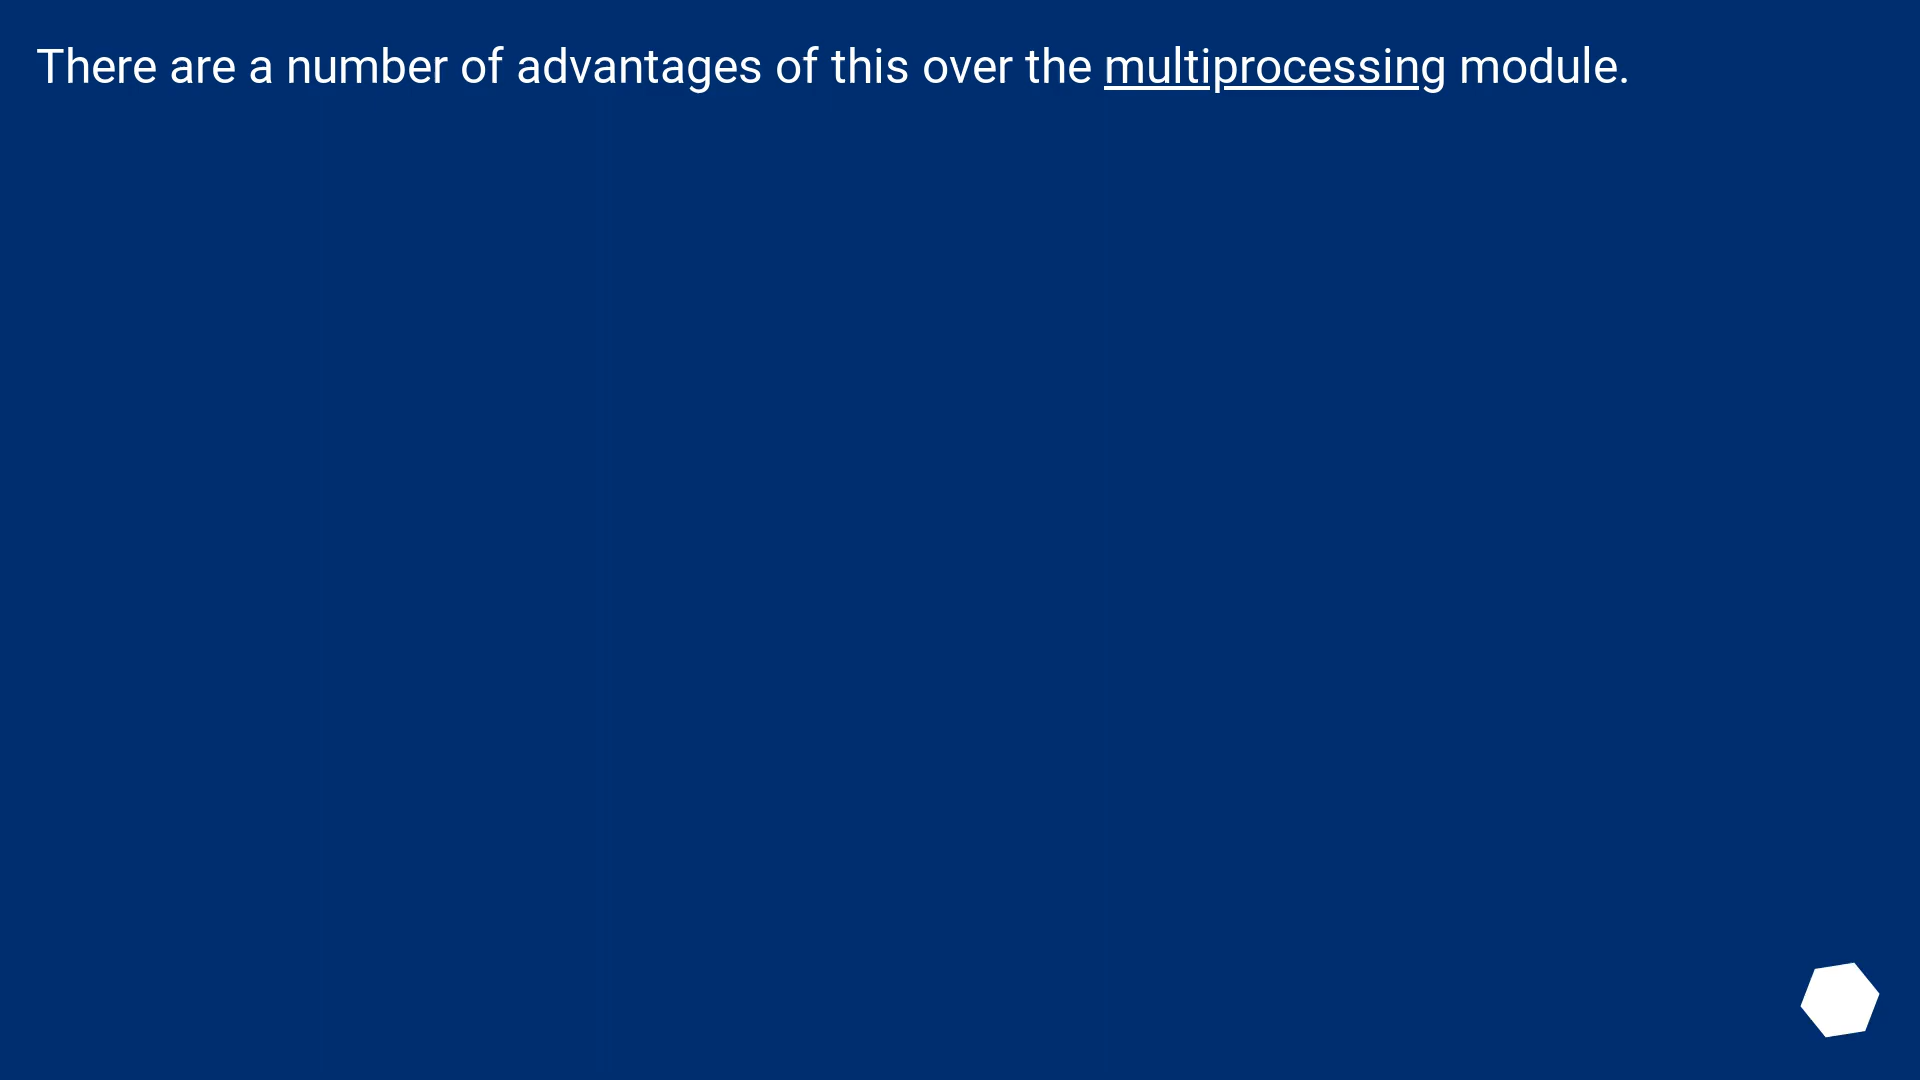 There are a number of advantages of this over the multiprocessing module.